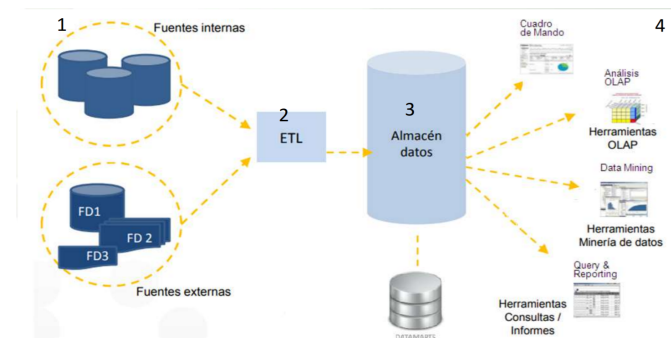 1
Fuentes internas
2
ETL
3
Almacén
datos
4
Cuadro
de Mando
Análisis
OLAP
Herramientas
OLAP
Data Mining
Herramientas
Minería de datos
Query &
Reporting
Herramientas
Consultas /
Informes
FD1
FD 2
FD3
Fuentes externas
DATAMARTS